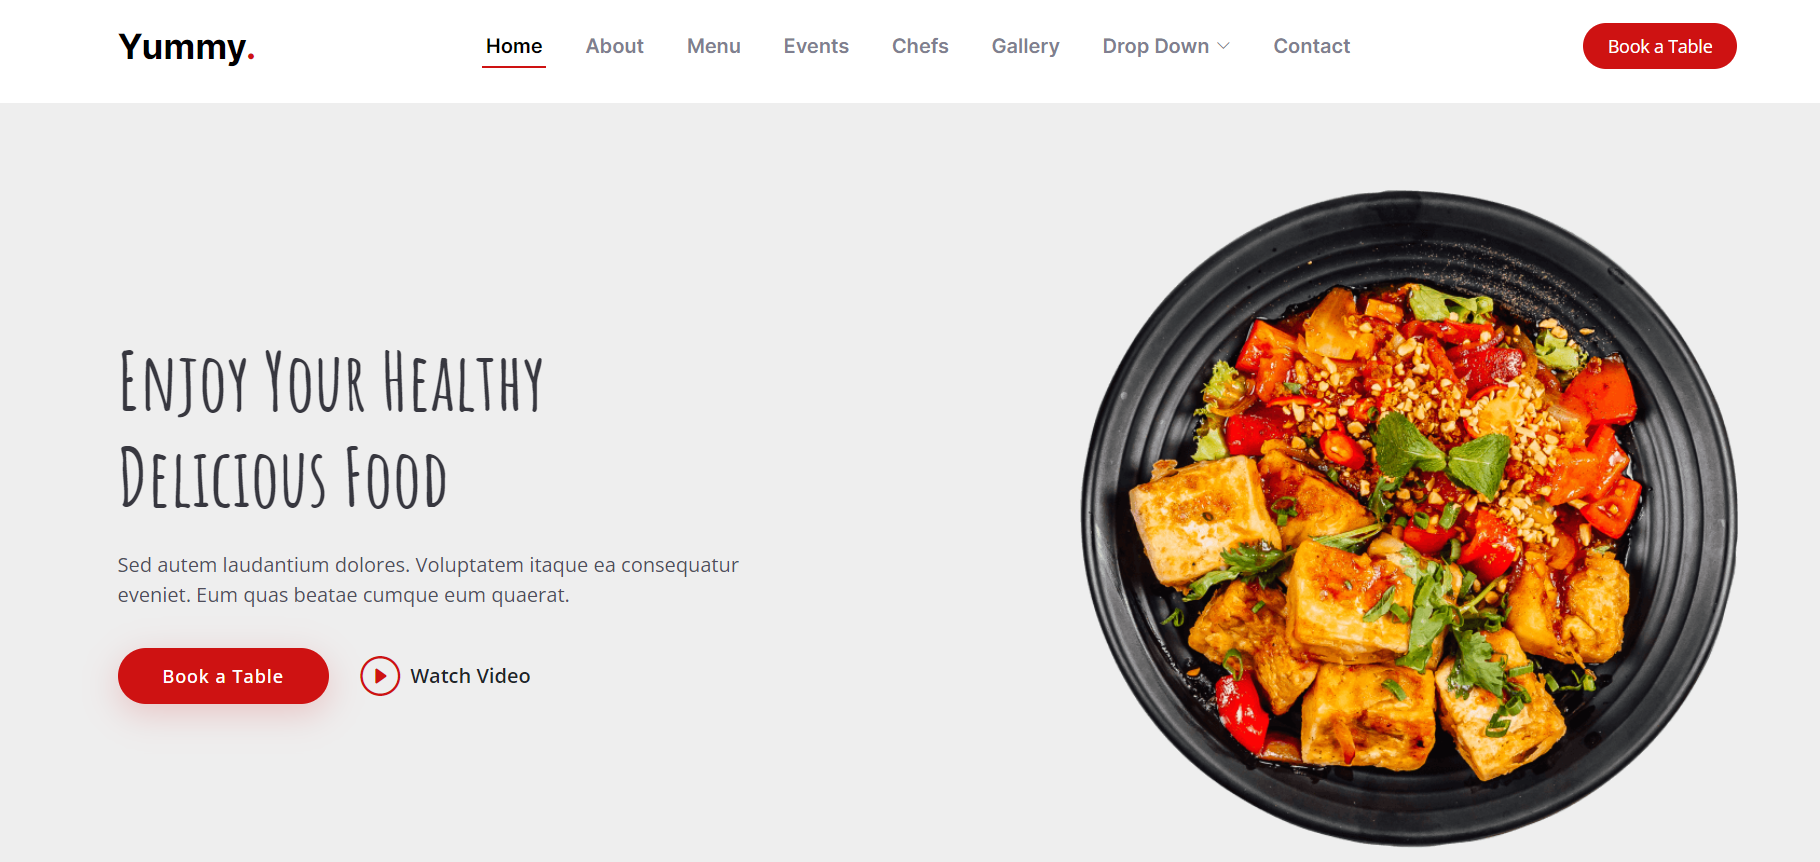 Yummy.
Home About Menu Events Chefs Gallery Drop Down Contact
Book a Table
Enjoy Your Healthy
Delicious Food
Sed autem laudantium dolores. Voluptatem itaque ea consequatur
eveniet. Eum quas beatae cumque eum quaerat.
Book a Table
Watch Video